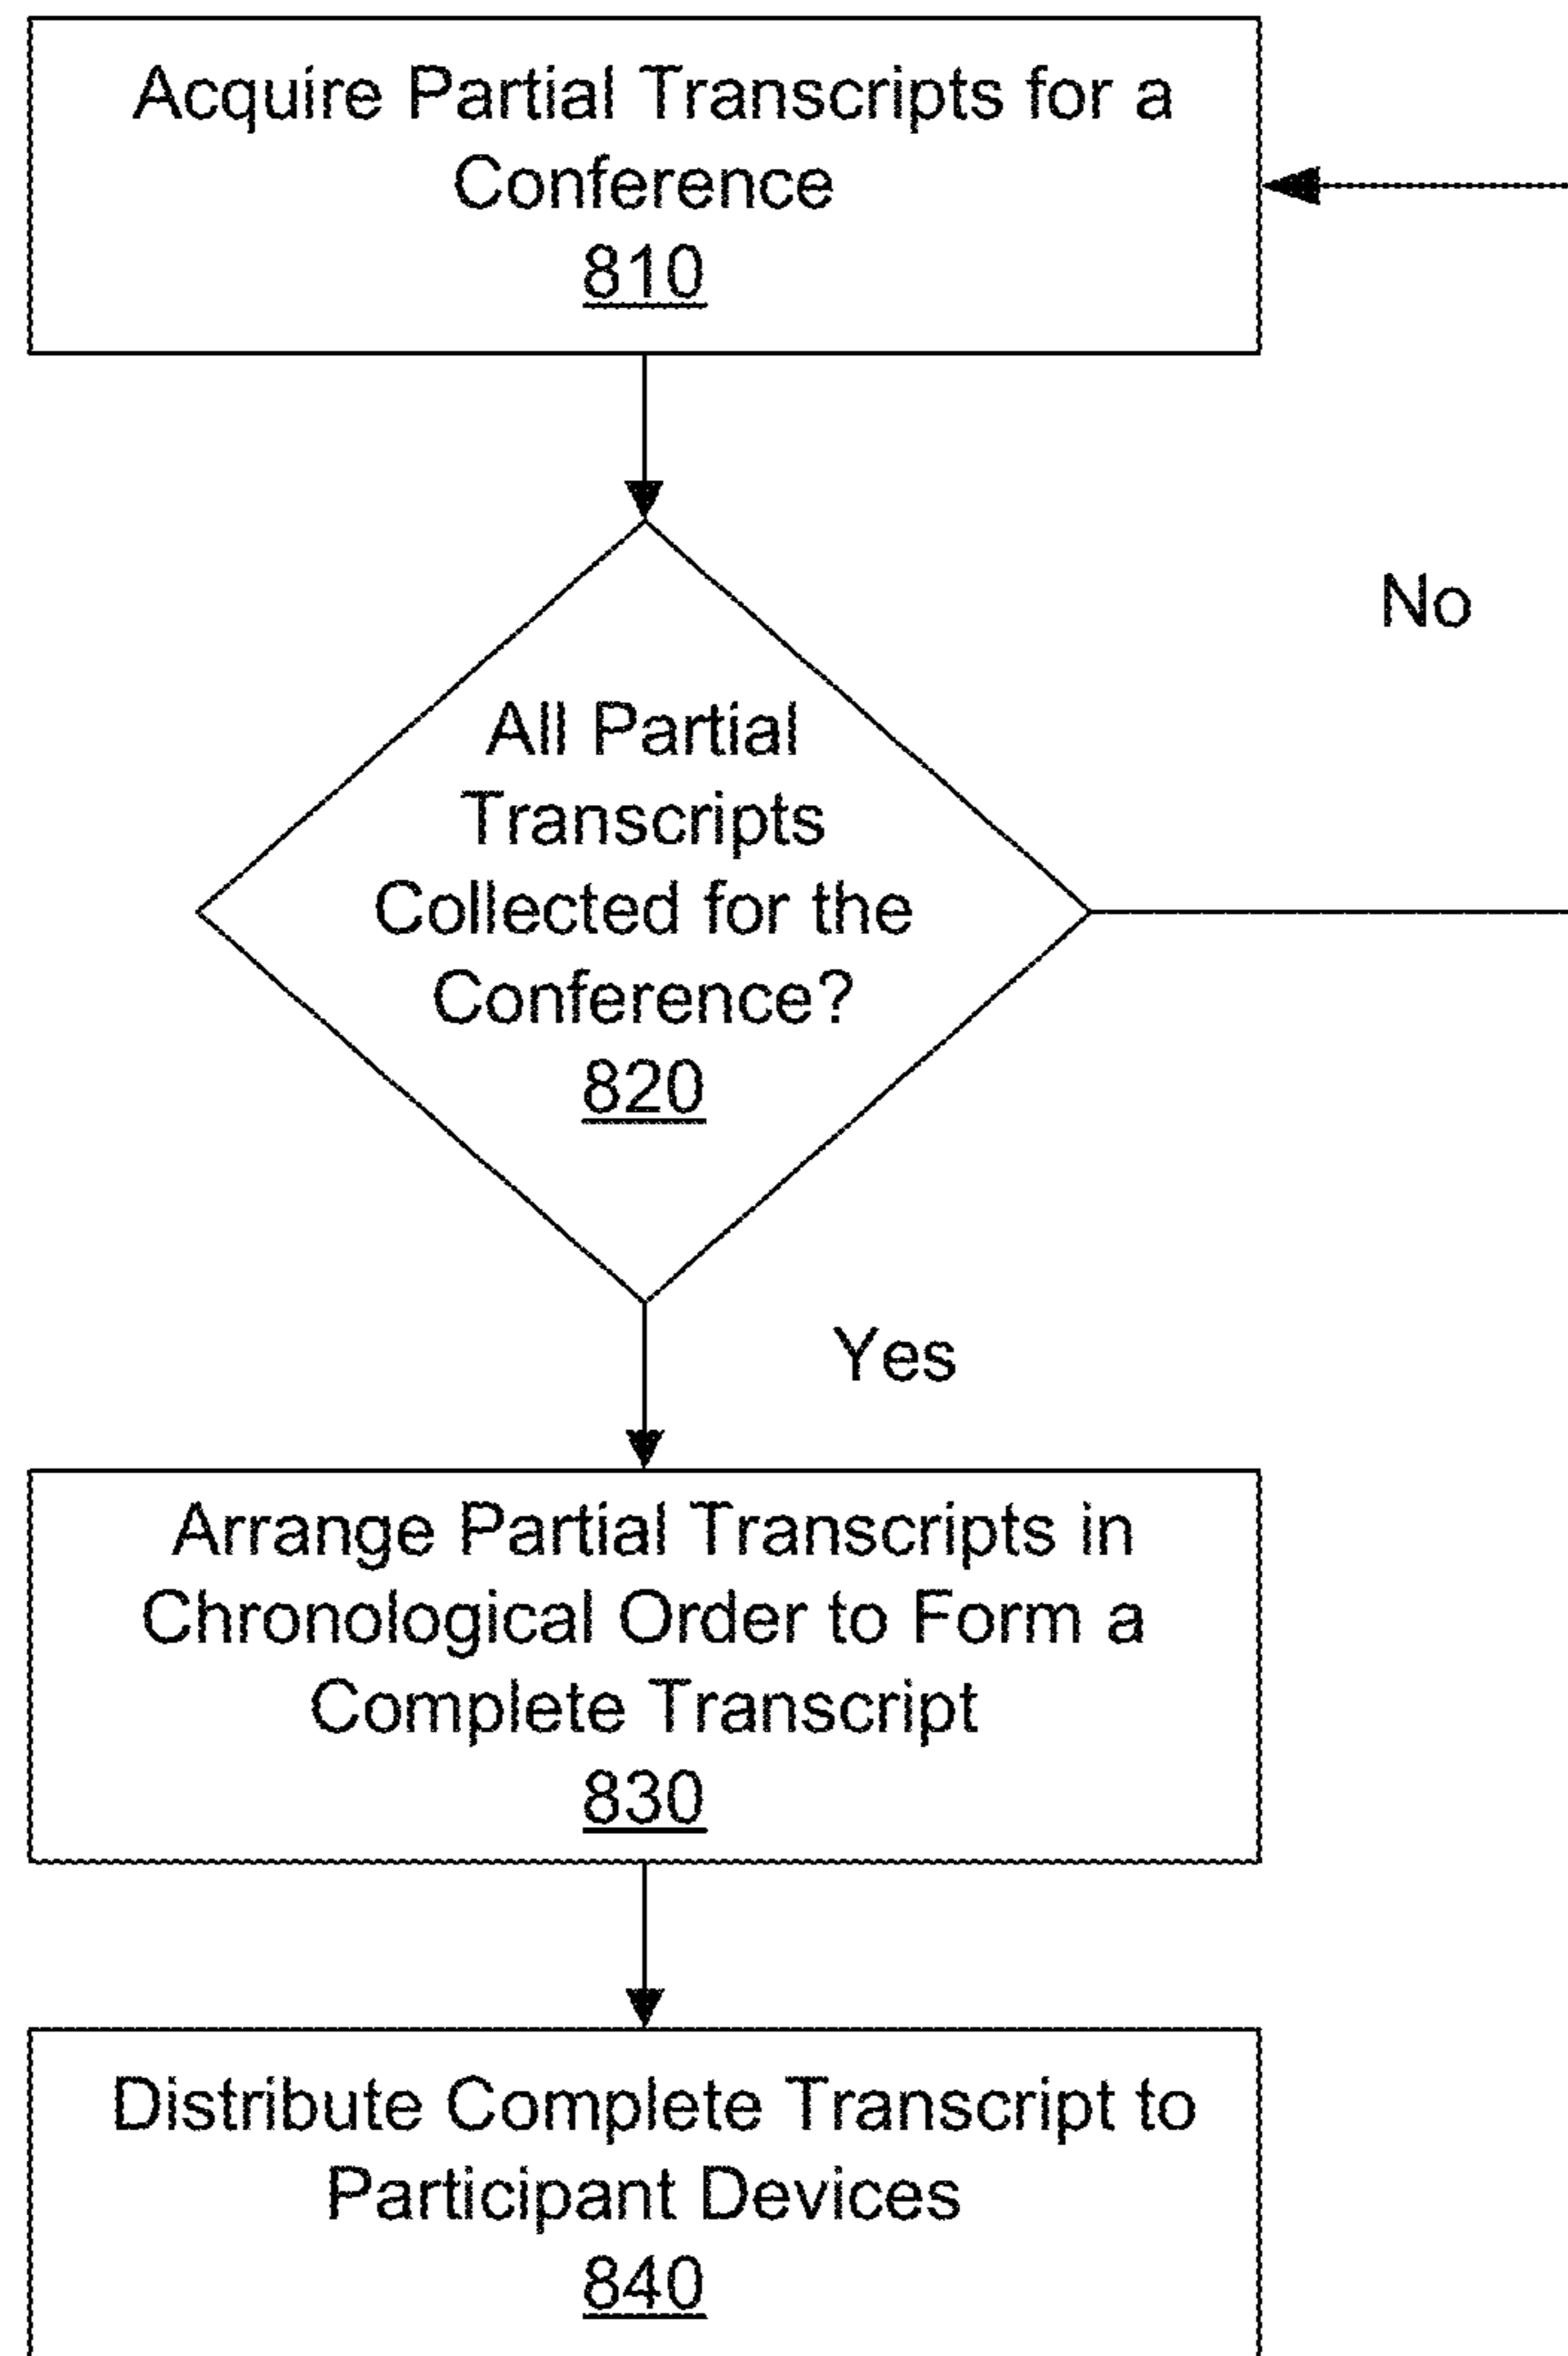 Acquire Partial Transcripts for a
Conference
810
No
All Partial
Transcripts
Collected for the
Conference?
820
Yes
Arrange Partial Transcripts in
Chronological Order to Form a
Complete Transcript
830
Distribute Complete Transcript to
Participant Devices
840